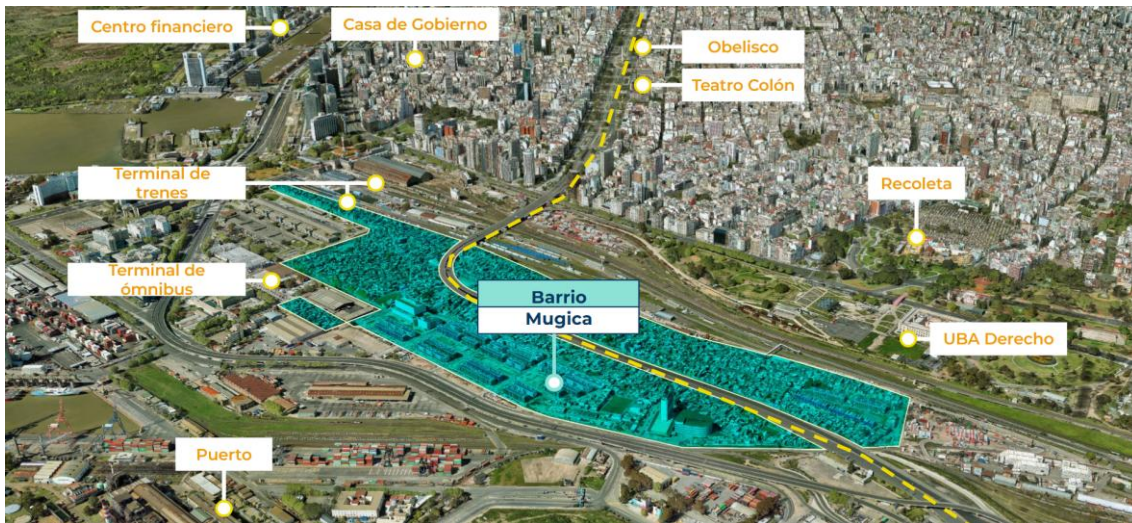 Centro financiero
Casa de Gobierno
Obelisco
Teatro Colón
Terminal de
trenes
Recoleta
Terminal de
ómnibus
Barrio
Mugica
UBA Derecho
Puerto